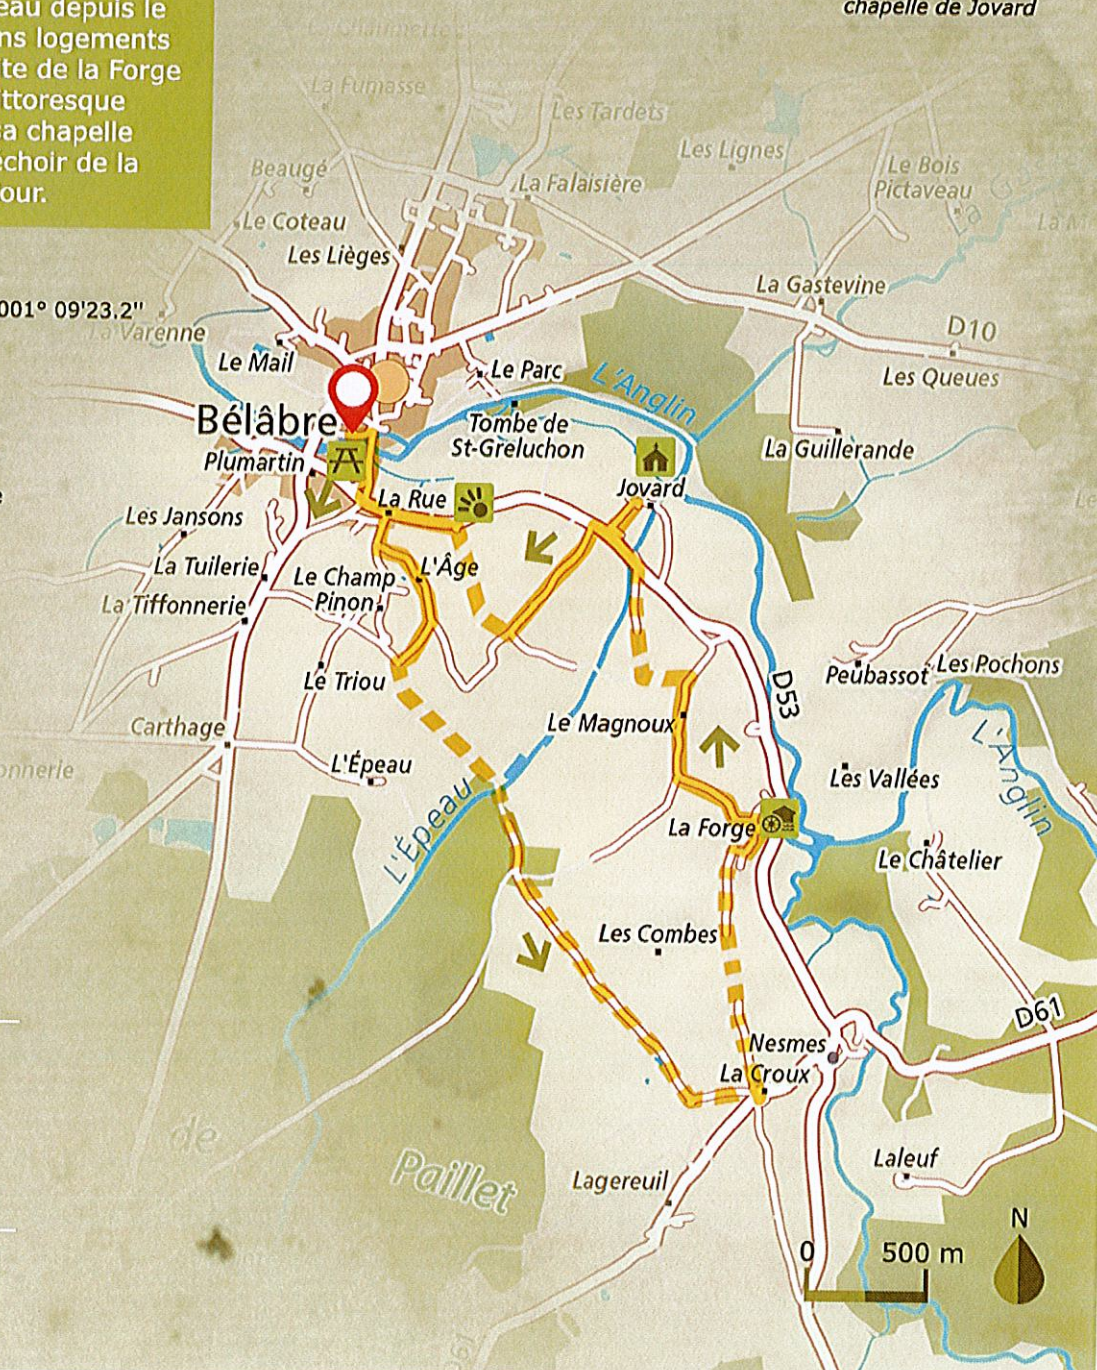 eau depuis le
ns logements
te de la Forge
ittoresque
sa chapelle
échoir de la
our.
chapelle de Jovard
La Fumasse
Les Tardets
Les Lignes
Le Bois
Pictaveau
Beaugé
La Falaisière
Le Coteau
Les Lièges
La Gastevine
001° 09'23.2"
La Varenne
D10
Le Mail
Le Parc
L'Anglin
Les Queues
Bélâbre
Tombe de
St-Greluchon
La Guillerande
Plumartin
Jovard
La Rue
Les Jansons
La Tuilerie
Le Champ
Pinon
L'Âge
La Tiffonnerie
Peubassot
Les Pochons
Le Triou
D53
Carthage
Le Magnoux
L'Anglin
onnerie
L'Épeau
Les Vallées
L'Épeau
La Forge
Le Châtelier
Les Combes
D61
Nesmes
La Croux
de
Paillet
Laleuf
Lagereuil
N
0 500 m